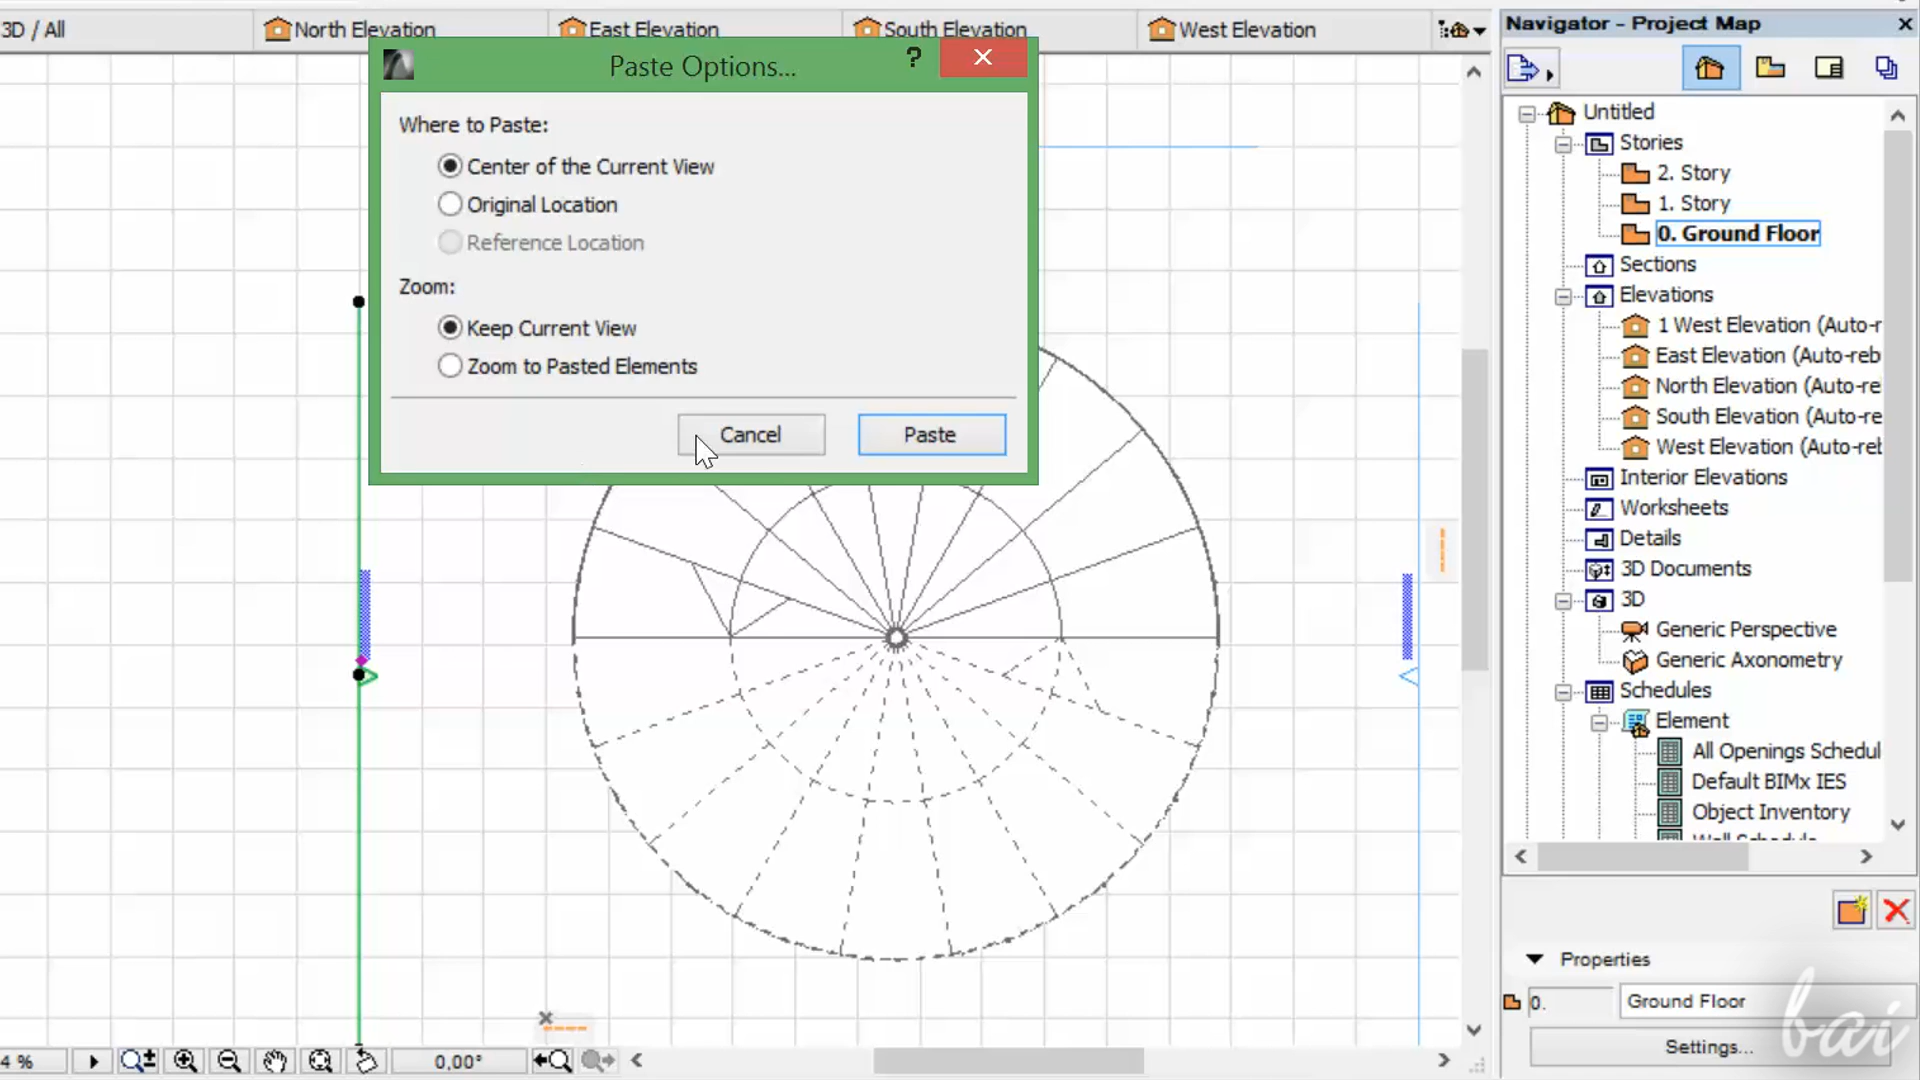 3D / All
North Elevation
East Elevation
South Elevation
West Elevation
Navigator - Project Map
Paste Options...
?
Where to Paste:
Center of the Current View
Original Location
Reference Location
Zoom:
Keep Current View
Zoom to Pasted Elements
Cancel
Paste
Untitled
Stories
2. Story
1. Story
0. Ground Floor
Sections
Elevations
1 West Elevation (Auto-r
East Elevation (Auto-reb
North Elevation (Auto-re
South Elevation (Auto-re
West Elevation (Auto-reb
Interior Elevations
Worksheets
Details
3D Documents
3D
Generic Perspective
Generic Axonometry
Schedules
Element
All Openings Schedul
Default BIMx IES
Object Inventory
Wall Schedule
Properties
0.
Ground Floor
Settings...
4 %
0,00°
bai